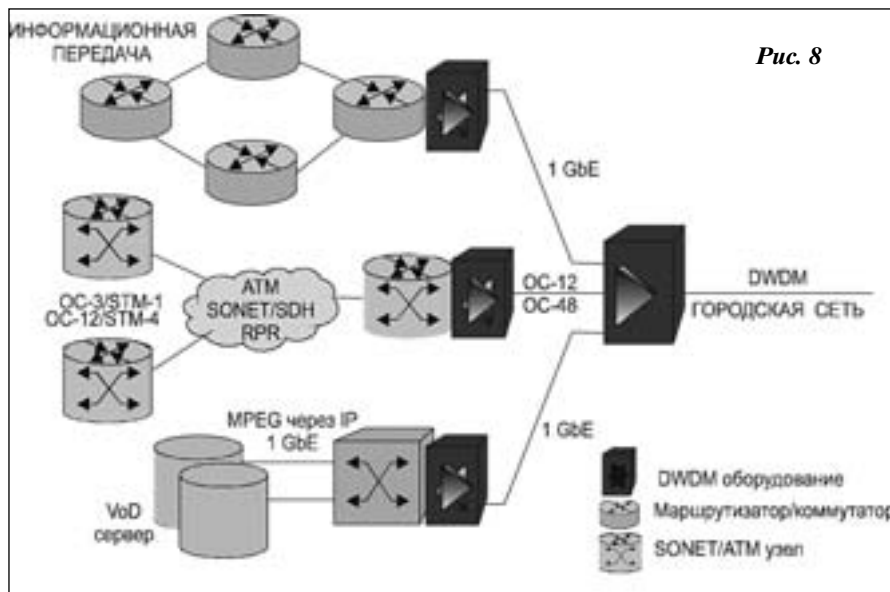 ИНФОРМАЦИОННАЯ
ПЕРЕДАЧА
Рис. 8
1 GbE
OC-3/STM-1
OC-12/STM-4
ATM
SONET/SDH
RPR
OC-12
OC-48
DWDM
ГОРОДСКАЯ СЕТЬ
MPEG через IP
1 GbE
VoD
сервер
1 GbE
DWDM оборудование
Маршрутизатор/коммутатор
SONET/ATM узел